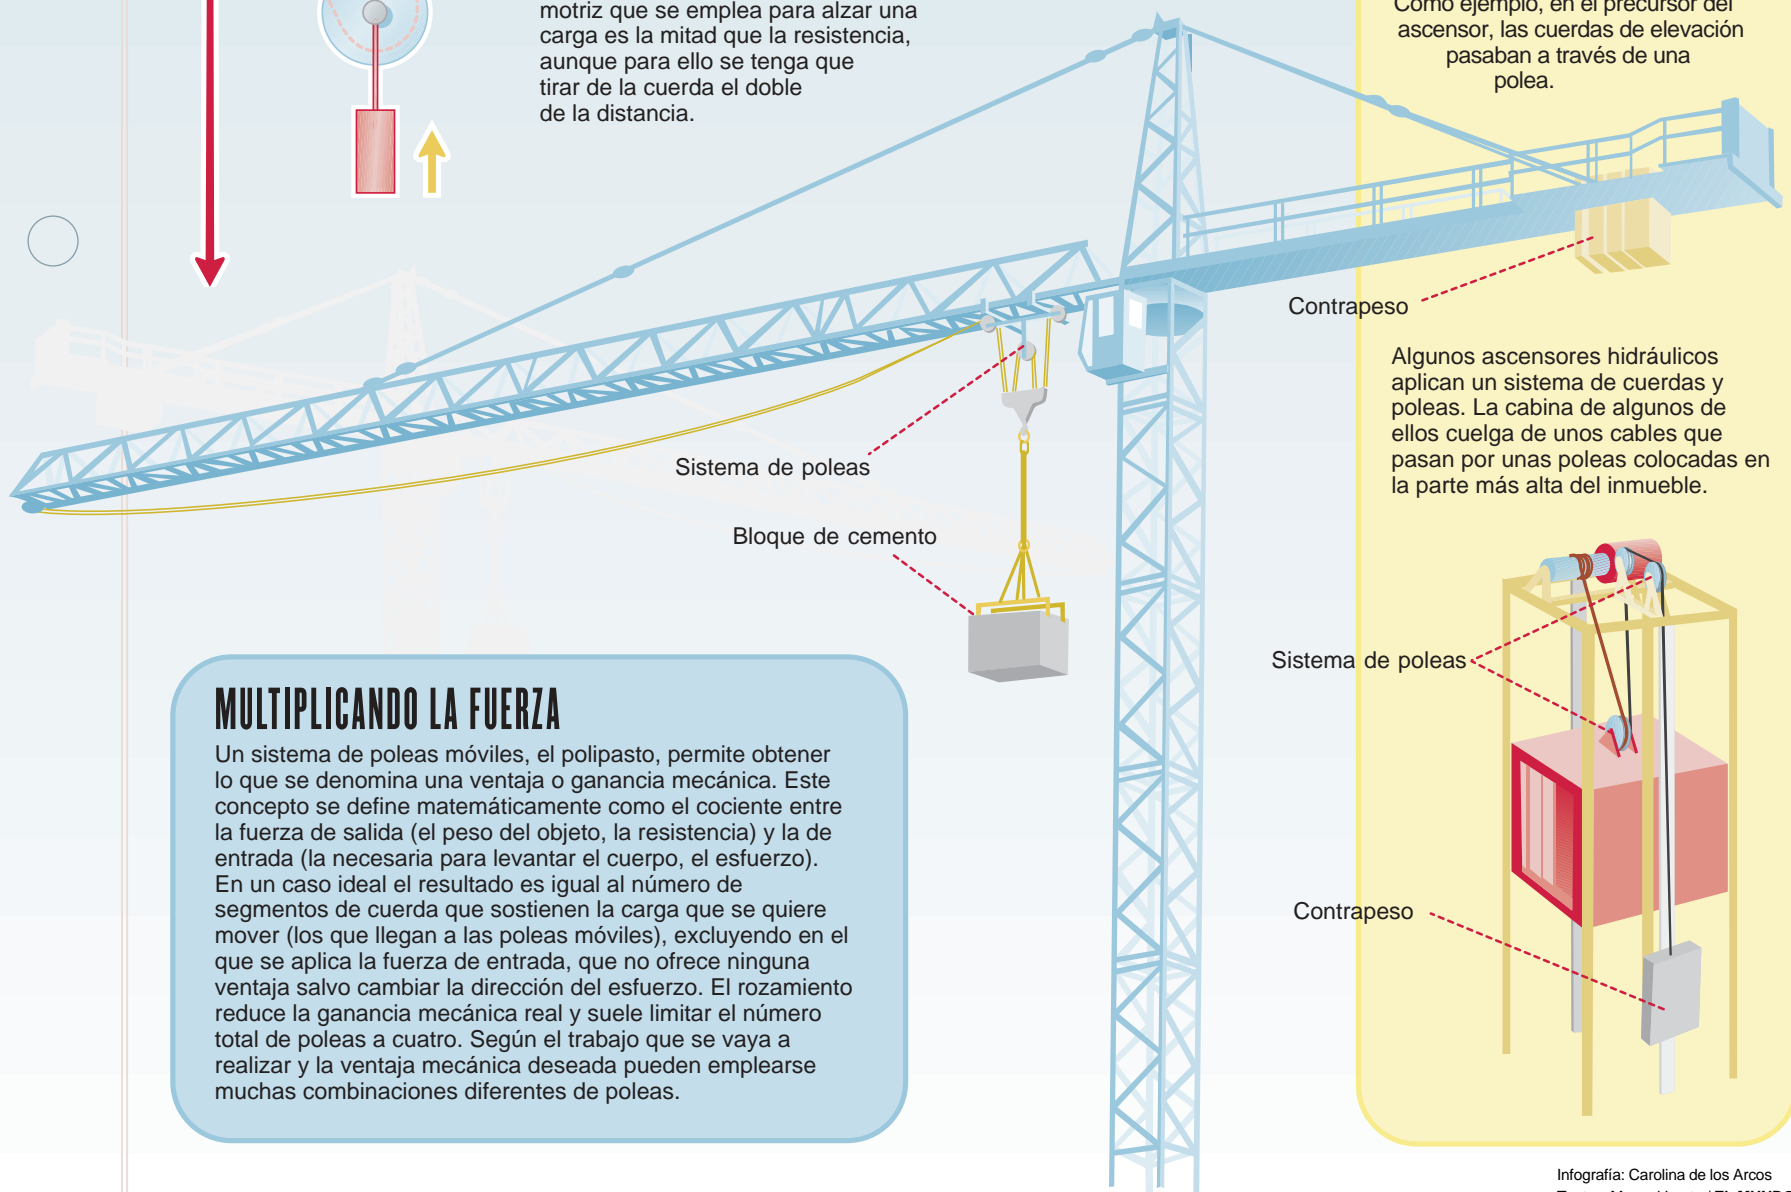 motriz que se emplea para alzar una
carga es la mitad que la resistencia,
aunque para ello se tenga que
tirar de la cuerda el doble
de la distancia.
Como ejemplo, en el precursor del
ascensor, las cuerdas de elevación
pasaban a través de una
polea.
Contrapeso
Algunos ascensores hidráulicos
aplican un sistema de cuerdas y
poleas. La cabina de algunos de
ellos cuelga de unos cables que
pasan por unas poleas colocadas en
la parte más alta del inmueble.
Sistema de poleas
Bloque de cemento
Sistema de poleas
Contrapeso
MULTIPLICANDO LA FUERZA
Un sistema de poleas móviles, el polipasto, permite obtener
lo que se denomina una ventaja o ganancia mecánica. Este
concepto se define matemáticamente como el cociente entre
la fuerza de salida (el peso del objeto, la resistencia) y la de
entrada (la necesaria para levantar el cuerpo, el esfuerzo).
En un caso ideal el resultado es igual al número de
segmentos de cuerda que sostienen la carga que se quiere
mover (los que llegan a las poleas móviles), excluyendo en el
que se aplica la fuerza de entrada, que no ofrece ninguna
ventaja salvo cambiar la dirección del esfuerzo. El rozamiento
reduce la ganancia mecánica real y suele limitar el número
total de poleas a cuatro. Según el trabajo que se vaya a
realizar y la ventaja mecánica deseada pueden emplearse
muchas combinaciones diferentes de poleas.
Infografía: Carolina de los Arcos
EL MUNDO